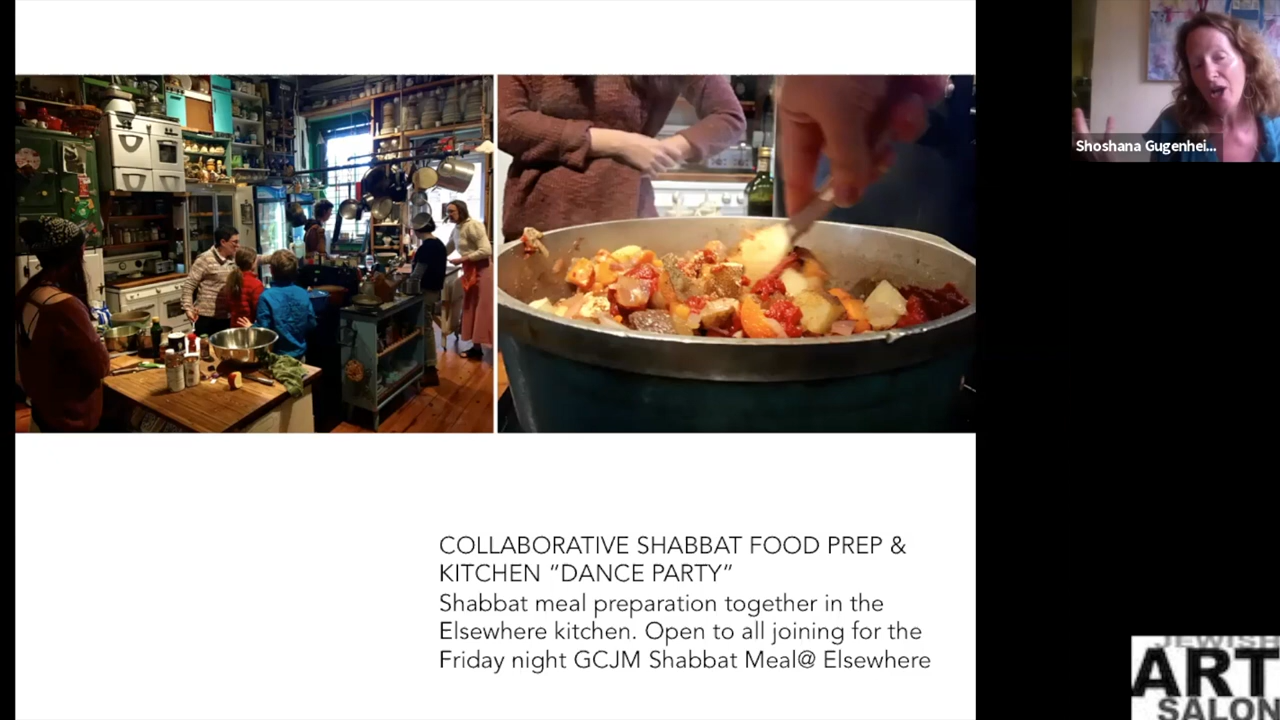 Shoshana Gugenhei...
COLLABORATIVE SHABBAT FOOD PREP &
KITCHEN “DANCE PARTY”
Shabbat meal preparation together in the
Elsewhere kitchen. Open to all joining for the
Friday night GCJM Shabbat Meal@ Elsewhere
JEWISH
ART
SALON